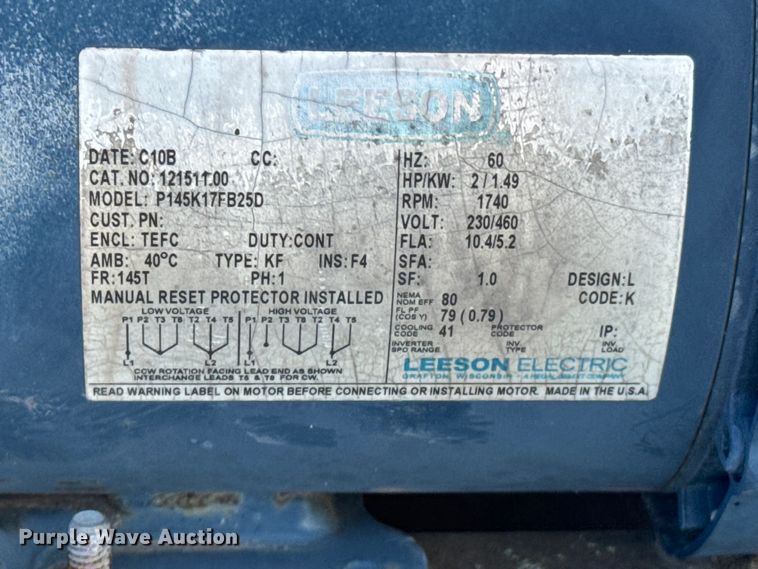 LEESON
DATE: C10B CC:
CAT. NO: 121511.00
MODEL: P145K17FB25D
CUST. PN:
ENCL: TEFC DUTY:CONT
AMB: 40°C TYPE: KF INS:F4
FR:145T PH:1
MANUAL RESET PROTECTOR INSTALLED
LOW VOLTAGE HIGH VOLTAGE
P1 P2 T3 T8 T2 T4 T5 P1 P2 T3 T8 T2 T4 T5
L1 L2 L1 L2
CCW ROTATION FACING LEAD END AS SHOWN
INTERCHANGE LEADS T5 & T8 FOR CW.
HZ: 60
HP/KW: 2 / 1.49
RPM: 1740
VOLT: 230/460
FLA: 10.4/5.2
SFA:
SF: 1.0 DESIGN:L
NEMA NOM EFF 80 CODE:K
FL PF (COS Y) 79 ( 0.79 )
COOLING CODE 41 PROTECTOR CODE IP:
INVERTER SPD RANGE INV TYPE INV LOAD
LEESON ELECTRIC
GRAFTON, WISCONSIN
READ WARNING LABEL ON MOTOR BEFORE CONNECTING OR INSTALLING MOTOR. MADE IN THE U.S.A.
Purple Wave Auction